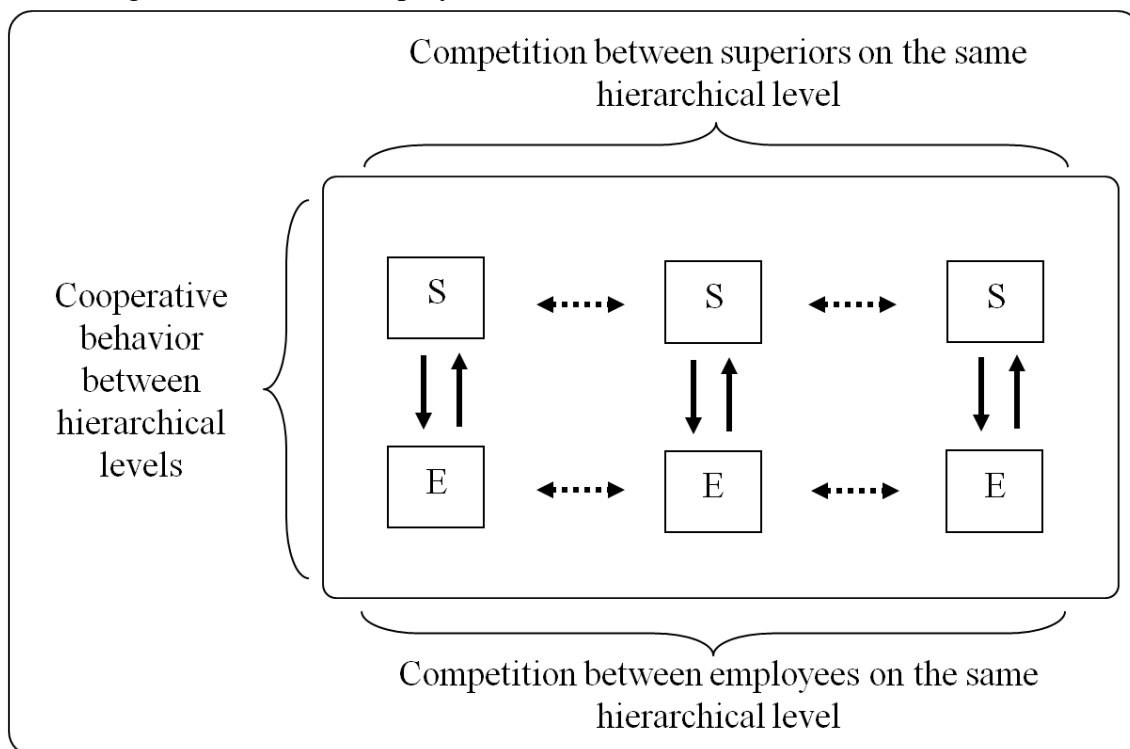 Competition between superiors on the same
hierarchical level
S
S
S
Cooperative
behavior
between
hierarchical
levels
E
E
E
Competition between employees on the same
hierarchical level